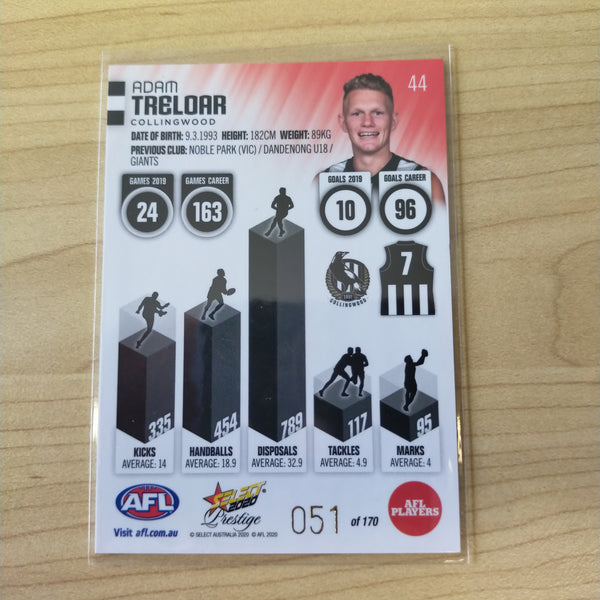 ADAM
TRELOAR
COLLINGWOOD
44
DATE OF BIRTH: 9.3.1993 HEIGHT: 182CM WEIGHT: 89KG
PREVIOUS CLUB: NOBLE PARK (VIC) / DANDENONG U18 /
GIANTS
GAMES 2019
24
GAMES CAREER
163
GOALS 2019
10
GOALS CAREER
96
COLLINGWOOD
7
335
454
789
117
95
KICKS
AVERAGE: 14
HANDBALLS
AVERAGE: 18.9
DISPOSALS
AVERAGE: 32.9
TACKLES
AVERAGE: 4.9
MARKS
AVERAGE: 4
AFL
Visit afl.com.au
SELECT
2020
Prestige
© SELECT AUSTRALIA 2020 © AFL 2020
051 of 170
AFL
PLAYERS